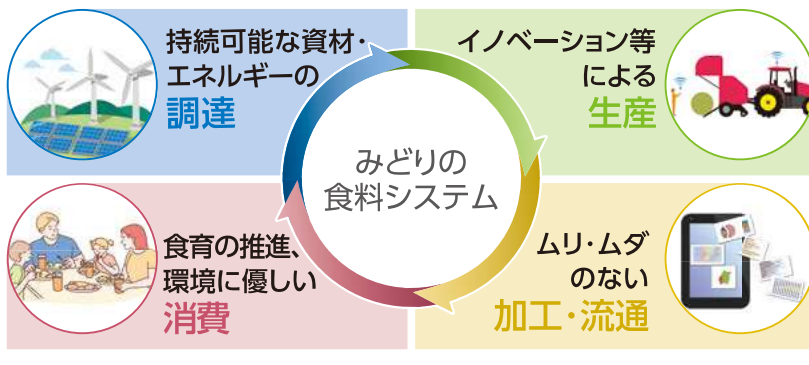 持続可能な資材・
エネルギーの
調達
イノベーション等
による
生産
みどりの
食料システム
食育の推進、
環境に優しい
消費
ムリ・ムダ
のない
加工・流通